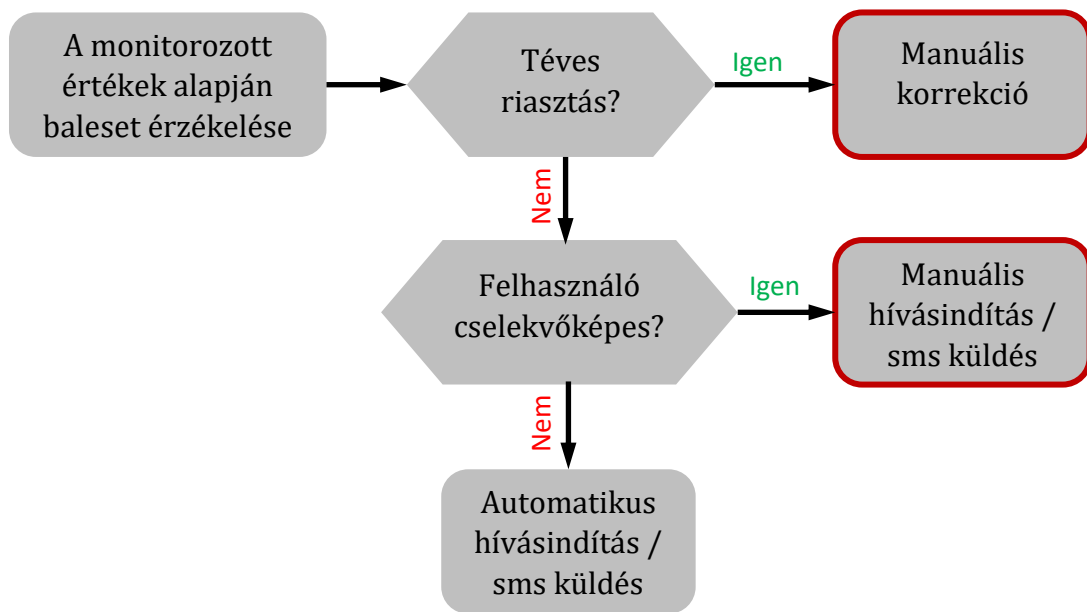 A monitorozott
értékek alapján
baleset érzékelése
Téves
riasztás?
Igen
Manuális
korrekció
Nem
Felhasználó
cselekvőképes?
Igen
Manuális
hívásindítás /
sms küldés
Nem
Automatikus
hívásindítás /
sms küldés